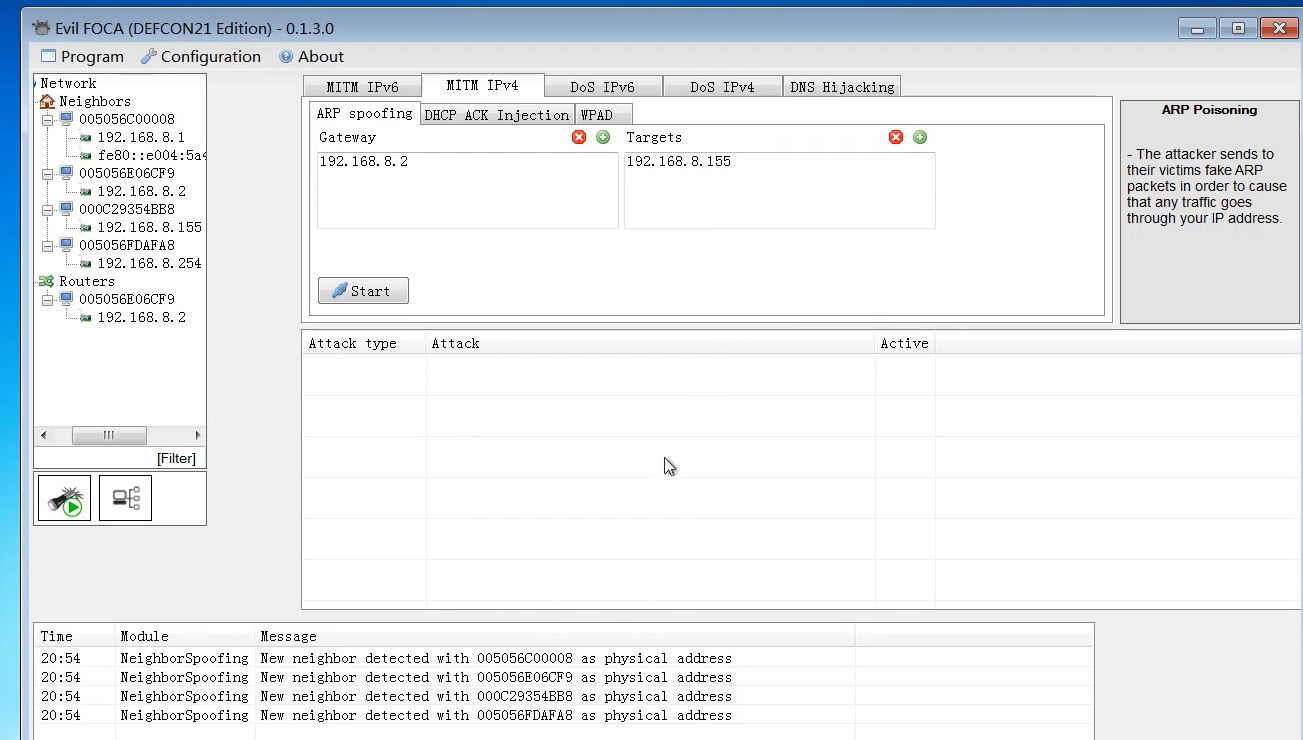 Evil FOCA (DEFCON21 Edition) - 0.1.3.0
Program Configuration About
Network
Neighbors
005056C00008
192.168.8.1
fe80::e004:5a4
005056E06CF9
192.168.8.2
000C29354BB8
192.168.8.155
005056FDAFA8
192.168.8.254
Routers
005056E06CF9
192.168.8.2
[Filter]
MITM IPv6 MITM IPv4 DoS IPv6 DoS IPv4 DNS Hijacking
ARP spoofing DHCP ACK Injection WPAD
Gateway Targets
192.168.8.2 192.168.8.155
Start
ARP Poisoning
- The attacker sends to
their victims fake ARP
packets in order to cause
that any traffic goes
through your IP address.
Attack type Attack Active
Time Module Message
20:54 NeighborSpoofing New neighbor detected with 005056C00008 as physical address
20:54 NeighborSpoofing New neighbor detected with 005056E06CF9 as physical address
20:54 NeighborSpoofing New neighbor detected with 000C29354BB8 as physical address
20:54 NeighborSpoofing New neighbor detected with 005056FDAFA8 as physical address